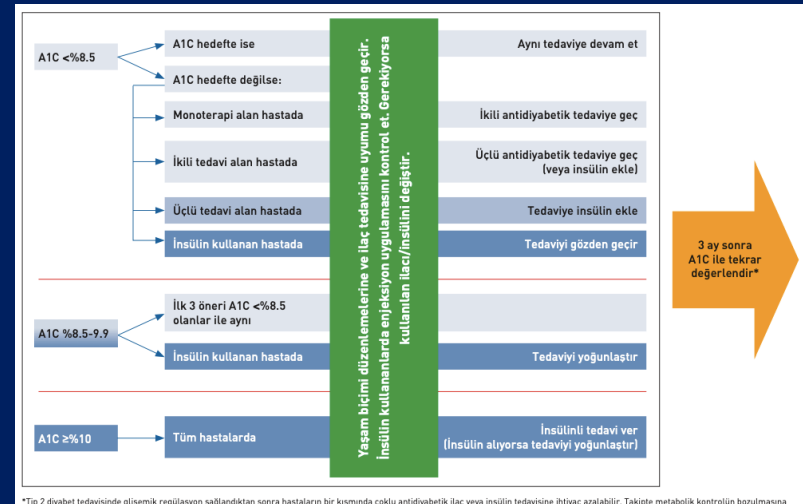 A1C <%8.5
A1C hedefte ise
Aynı tedaviye devam et
A1C hedefte değilse:
Monoterapi alan hastada
İkili antidiyabetik tedaviye geç
İkili tedavi alan hastada
Üçlü antidiyabetik tedaviye geç
(veya insülin ekle)
Üçlü tedavi alan hastada
Tedaviye insülin ekle
İnsülin kullanan hastada
Tedaviyi gözden geçir
A1C %8.5-9.9
İlk 3 öneri A1C <%8.5
olanlar ile aynı
İnsülin kullanan hastada
Tedaviyi yoğunlaştır
A1C ≥%10
Tüm hastalarda
İnsülinli tedavi ver
(İnsülin alıyorsa tedaviyi yoğunlaştır)
Yaşam biçimi düzenlemelerine ve ilaç tedavisine uyumu gözden geçir.
İnsülin kullananlarda enjeksiyon uygulamasını kontrol et. Gerekiyorsa
kullanılan ilacı/insülini değiştir.
3 ay sonra
A1C ile tekrar
değerlendir*
*Tip 2 diyabet tedavisinde glisemik regülasyon sağlandıktan sonra hastaların bir kısmında çoklu antidiyabetik ilaç veya insülin tedavisine ihtiyaç azalabilir. Takipte metabolik kontrolün bozulmasına